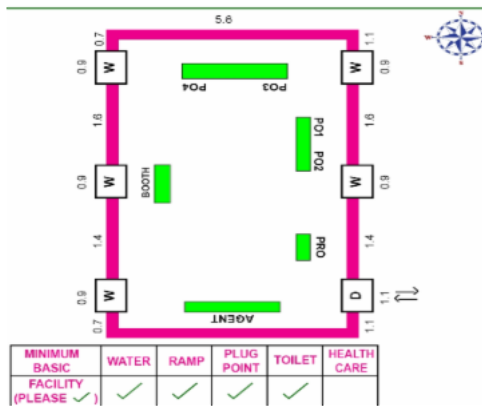 5.6
0.7
1.1
0.9
W
W
0.9
PO4
PO3
1.6
1.6
PO1
PO2
0.9
W
BOOTH
W
0.9
1.4
1.4
PRO
0.9
W
D
1.1
AGENT
0.7
1.1
MINIMUM BASIC
WATER
RAMP
PLUG POINT
TOILET
HEALTH CARE
FACILITY (PLEASE ✓ )
✓
✓
✓
✓